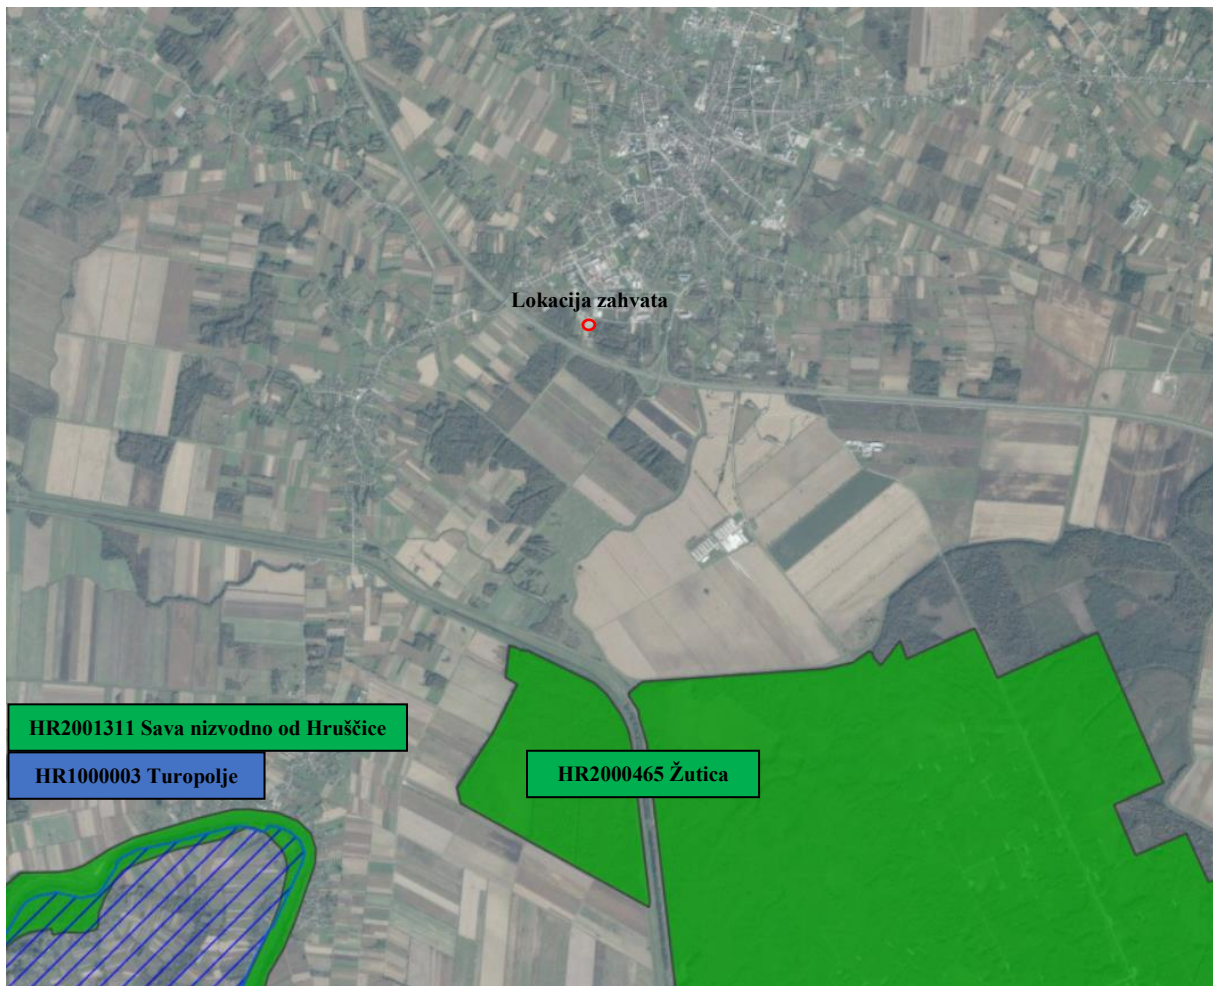 Lokacija zahvata
HR2001311 Sava nizvodno od Hruščice
HR1000003 Turopolje
HR2000465 Žutica